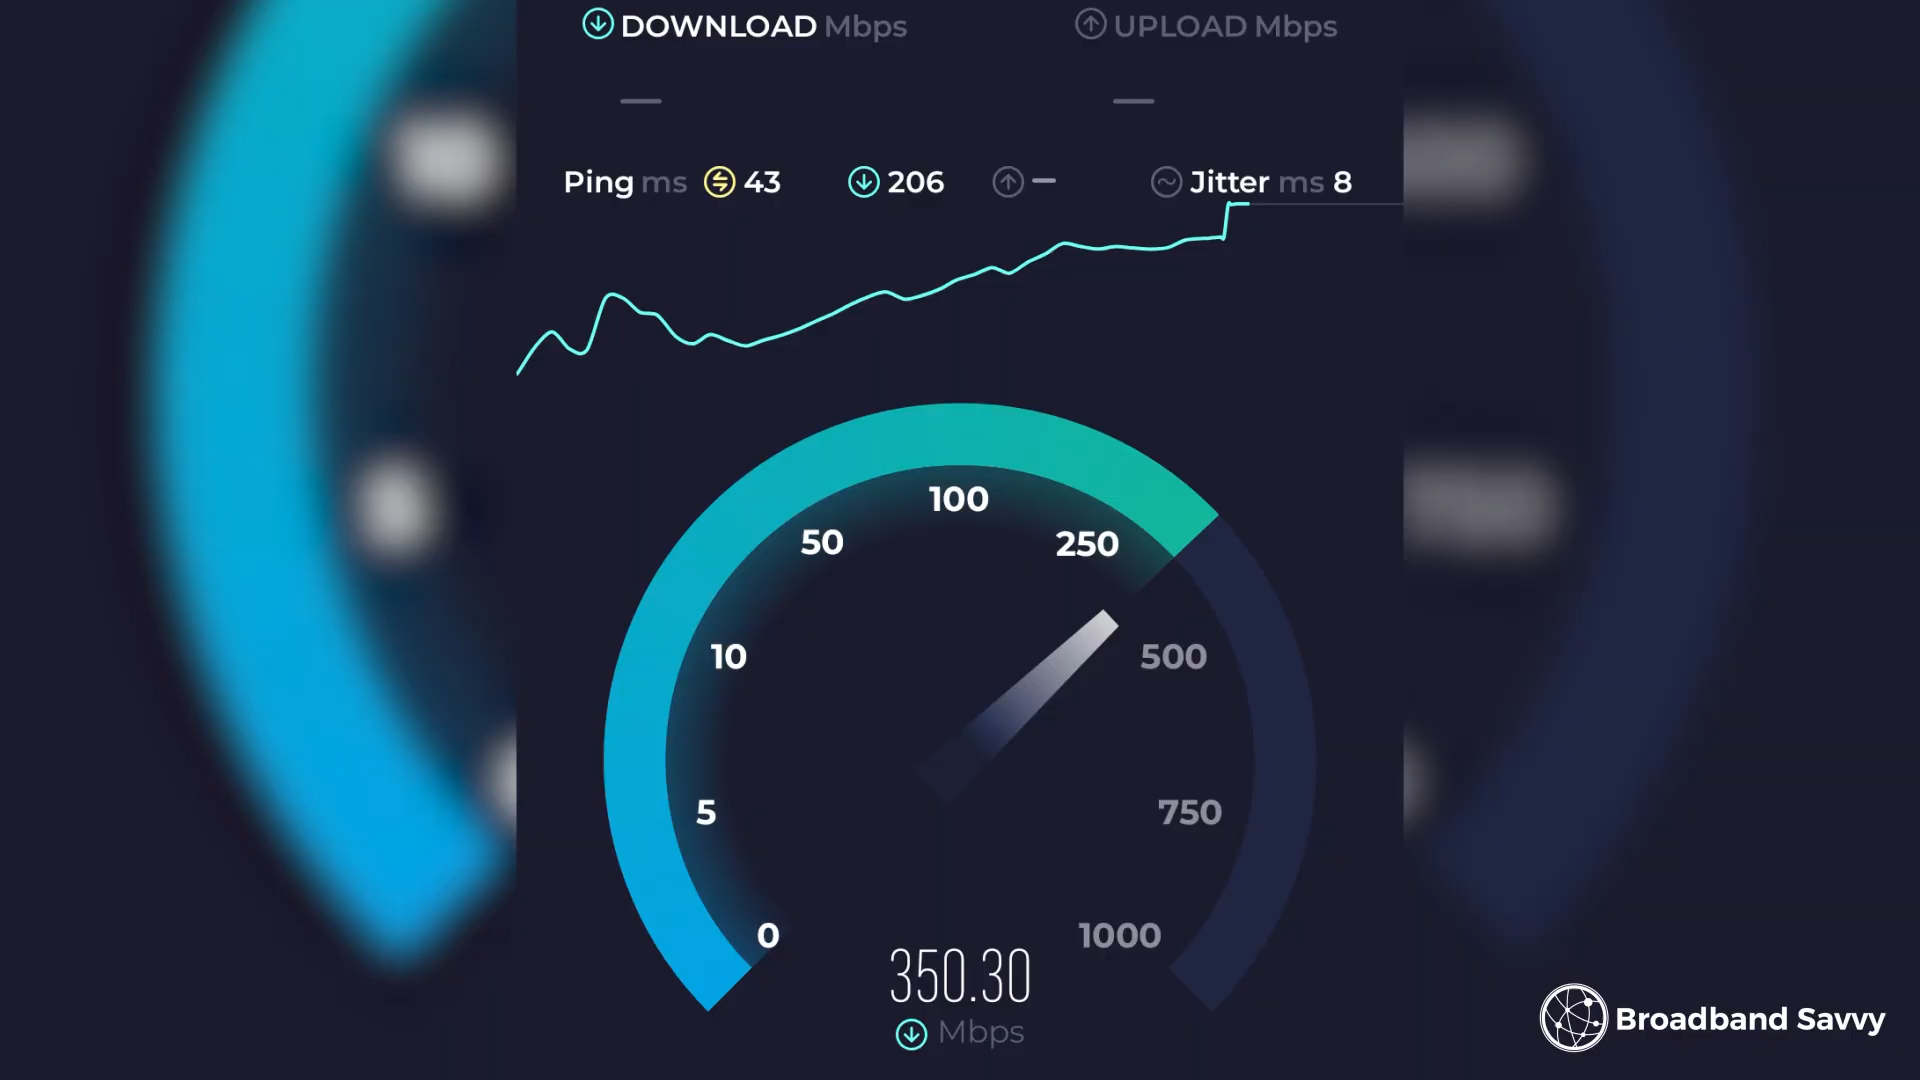 DOWNLOAD Mbps
UPLOAD Mbps
— —
Ping ms 43 206 — Jitter ms 8
0
5
10
50
100
250
500
750
1000
350.30
Mbps
Broadband Savvy